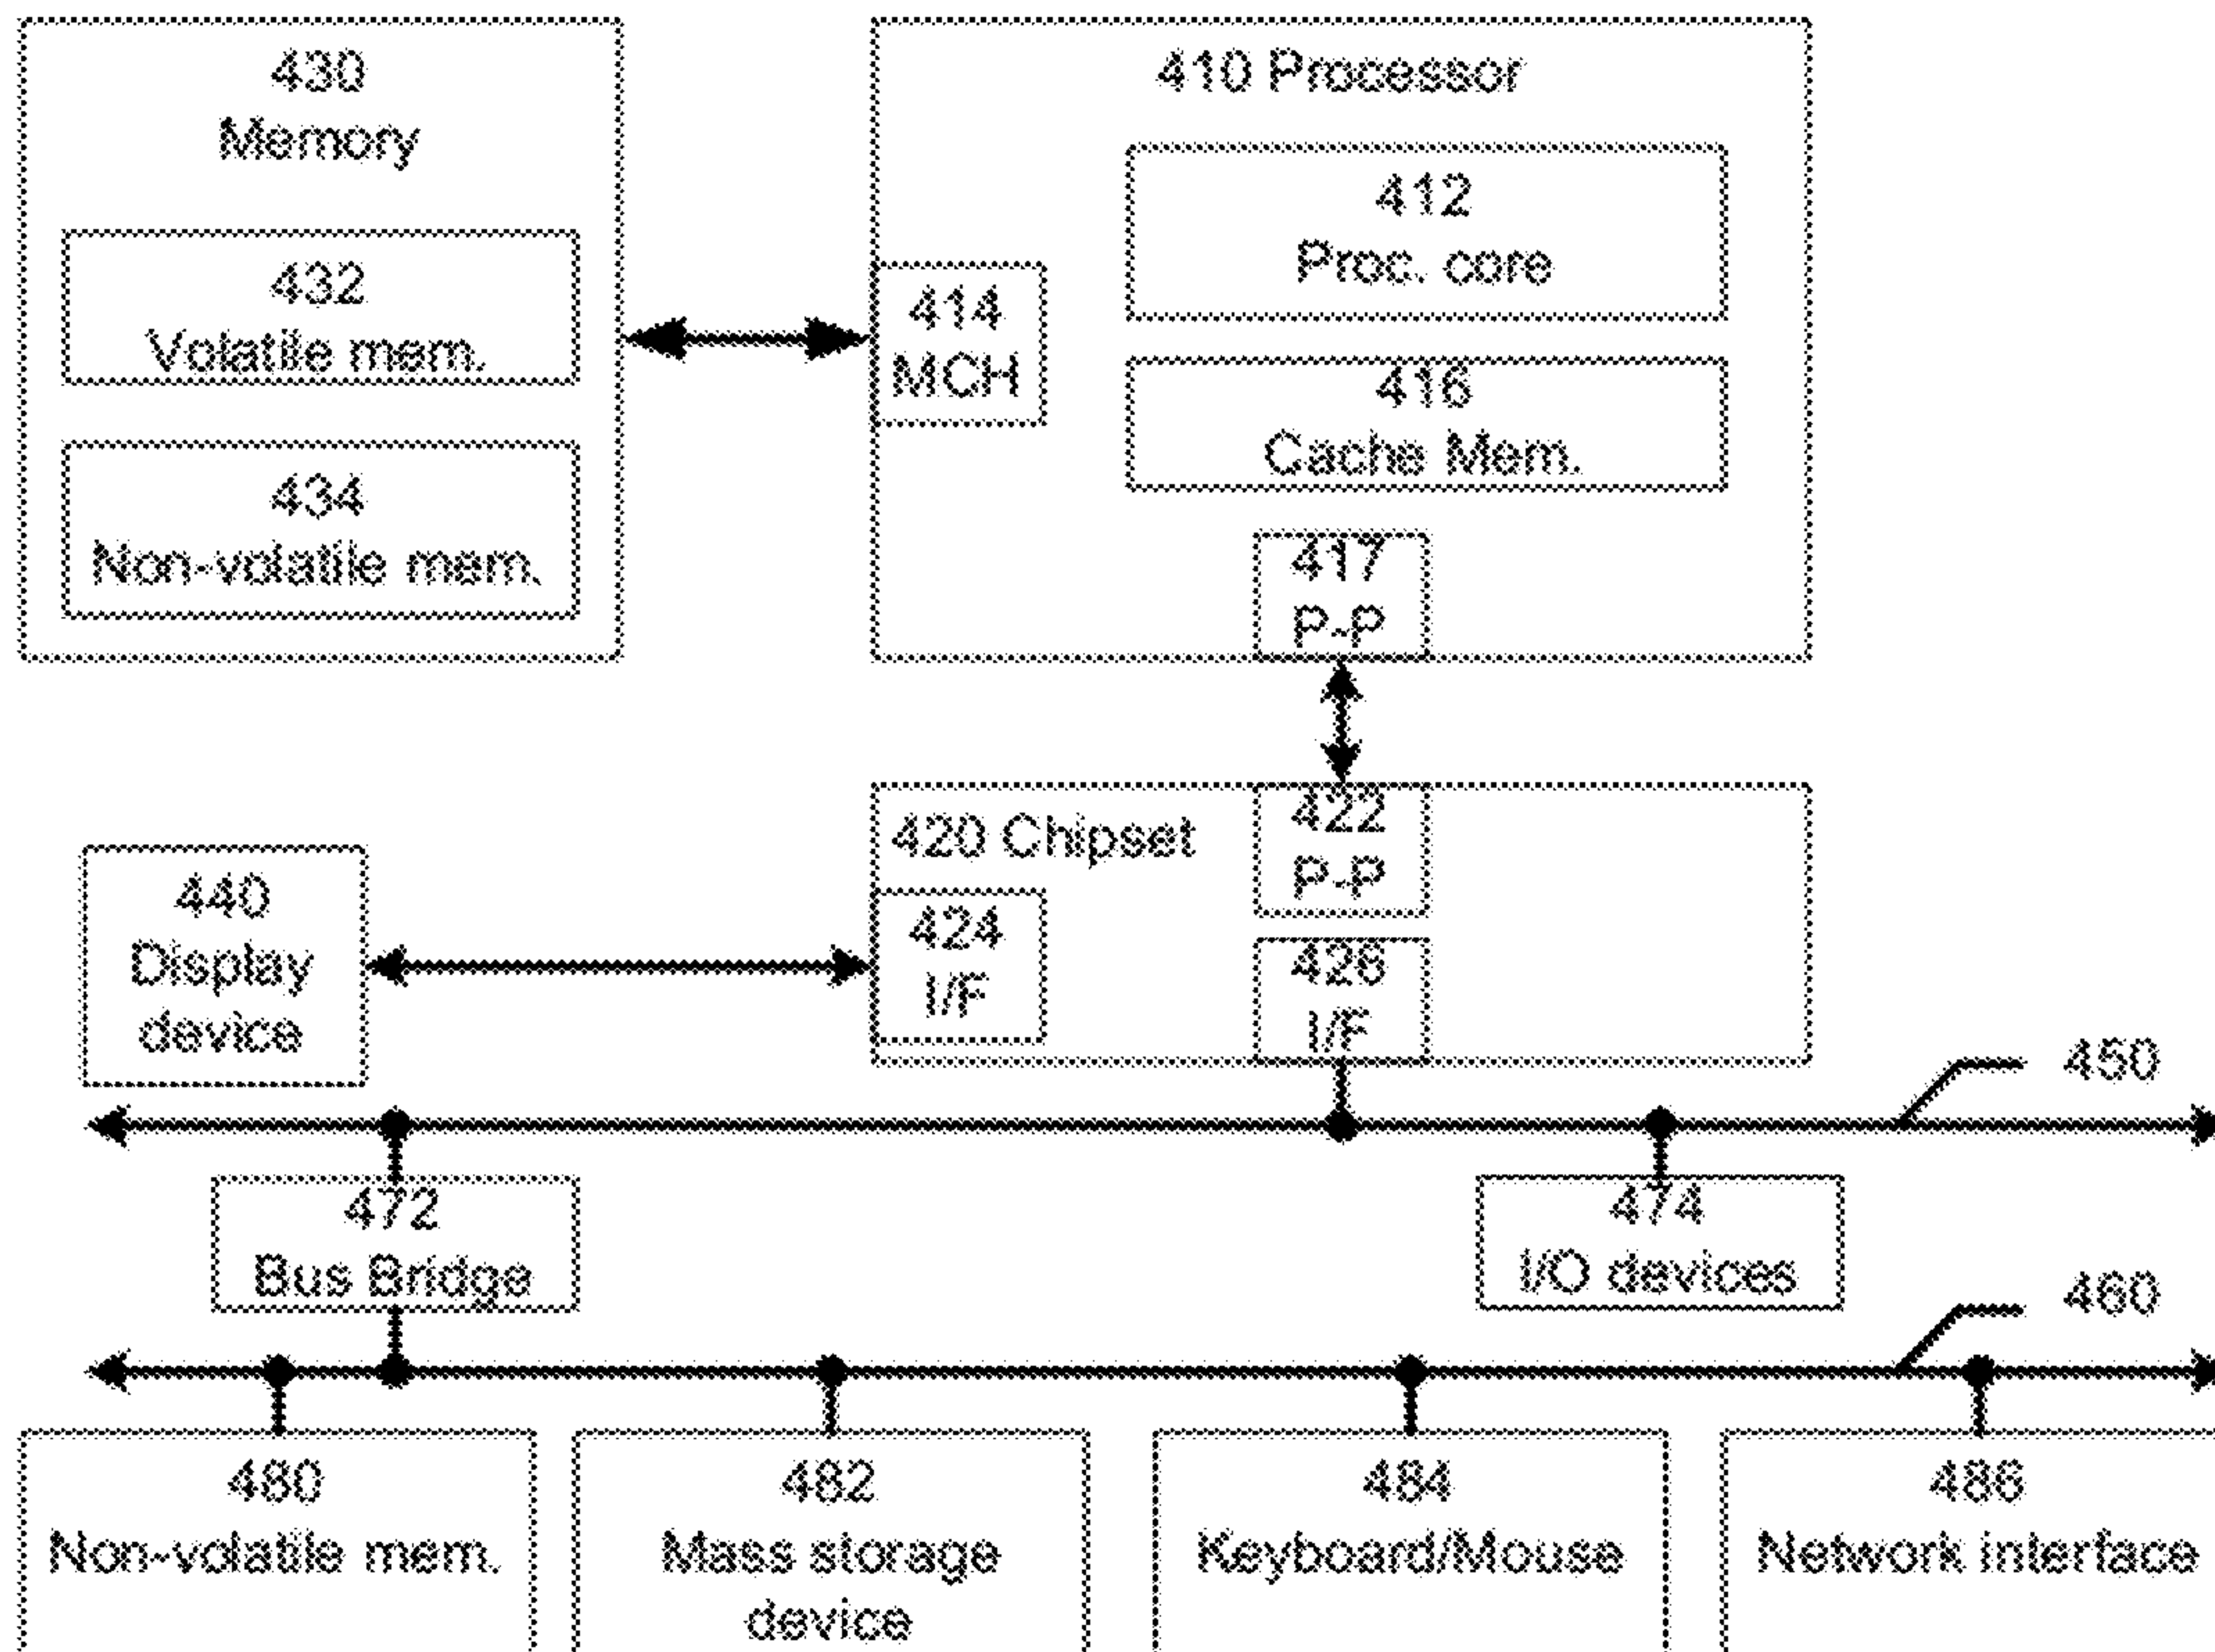 430
Memory
432
Volatile mem.
434
Non-volatile mem.
410 Processor
412
Proc. core
414
MCH
416
Cache Mem.
417
P-P
420 Chipset
422
P-P
424
I/F
426
I/F
440
Display
device
450
472
Bus Bridge
474
I/O devices
460
480
Non-volatile mem.
482
Mass storage
device
484
Keyboard/Mouse
486
Network interface